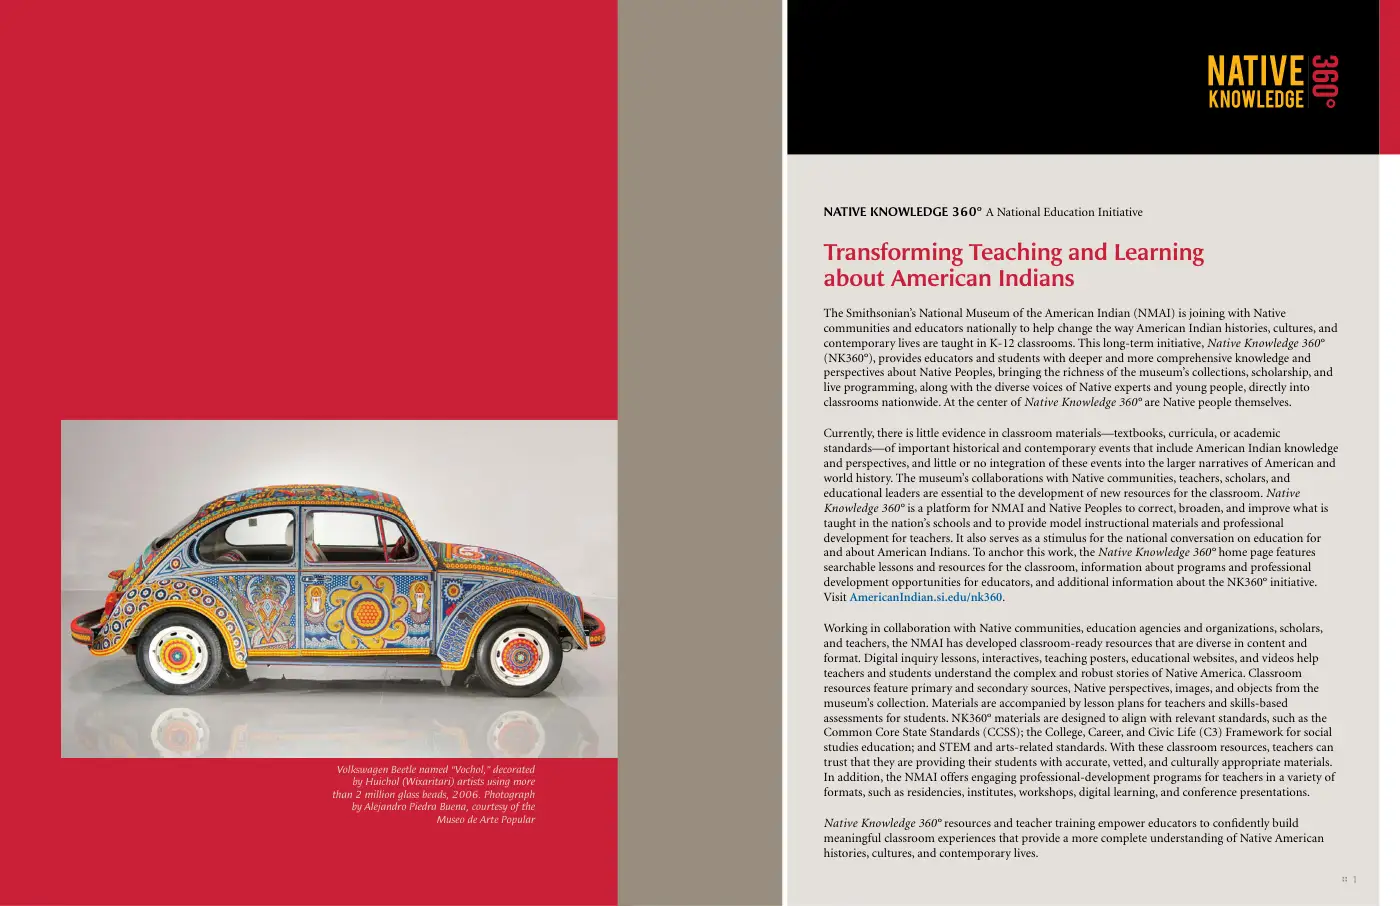 Volkswagen Beetle named "Vochol," decorated
by Huichol (Wixaritari) artists using more
than 2 million glass beads, 2006. Photograph
by Alejandro Piedra Buena, courtesy of the
Museo de Arte Popular
NATIVE
KNOWLEDGE
360°
NATIVE KNOWLEDGE 360° A National Education Initiative
Transforming Teaching and Learning
about American Indians
The Smithsonian's National Museum of the American Indian (NMAI) is joining with Native
communities and educators nationally to help change the way American Indian histories, cultures, and
contemporary lives are taught in K-12 classrooms. This long-term initiative, Native Knowledge 360°
(NK360°), provides educators and students with deeper and more comprehensive knowledge and
perspectives about Native Peoples, bringing the richness of the museum's collections, scholarship, and
live programming, along with the diverse voices of Native experts and young people, directly into
classrooms nationwide. At the center of Native Knowledge 360° are Native people themselves.
Currently, there is little evidence in classroom materials—textbooks, curricula, or academic
standards—of important historical and contemporary events that include American Indian knowledge
and perspectives, and little or no integration of these events into the larger narratives of American and
world history. The museum's collaborations with Native communities, teachers, scholars, and
educational leaders are essential to the development of new resources for the classroom. Native
Knowledge 360° is a platform for NMAI and Native Peoples to correct, broaden, and improve what is
taught in the nation's schools and to provide model instructional materials and professional
development for teachers. It also serves as a stimulus for the national conversation on education for
and about American Indians. To anchor this work, the Native Knowledge 360° home page features
searchable lessons and resources for the classroom, information about programs and professional
development opportunities for educators, and additional information about the NK360° initiative.
Visit AmericanIndian.si.edu/nk360.
Working in collaboration with Native communities, education agencies and organizations, scholars,
and teachers, the NMAI has developed classroom-ready resources that are diverse in content and
format. Digital inquiry lessons, interactives, teaching posters, educational websites, and videos help
teachers and students understand the complex and robust stories of Native America. Classroom
resources feature primary and secondary sources, Native perspectives, images, and objects from the
museum's collection. Materials are accompanied by lesson plans for teachers and skills-based
assessments for students. NK360° materials are designed to align with relevant standards, such as the
Common Core State Standards (CCSS); the College, Career, and Civic Life (C3) Framework for social
studies education; and STEM and arts-related standards. With these classroom resources, teachers can
trust that they are providing their students with accurate, vetted, and culturally appropriate materials.
In addition, the NMAI offers engaging professional-development programs for teachers in a variety of
formats, such as residencies, institutes, workshops, digital learning, and conference presentations.
Native Knowledge 360° resources and teacher training empower educators to confidently build
meaningful classroom experiences that provide a more complete understanding of Native American
histories, cultures, and contemporary lives.
1